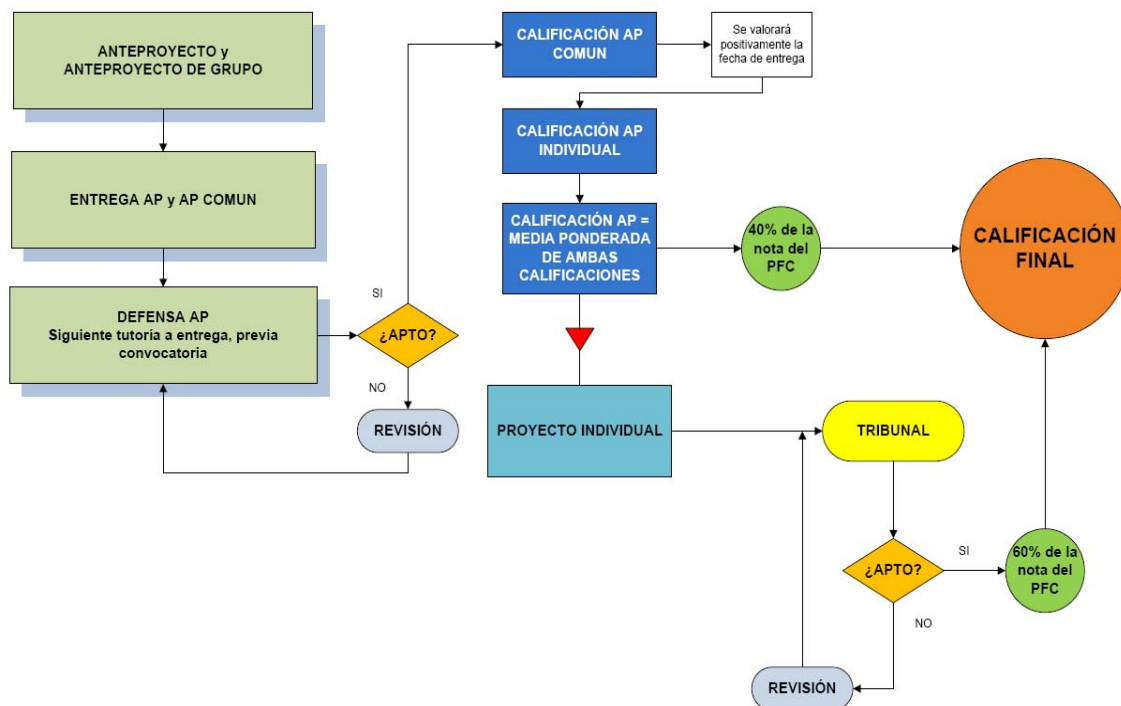 ANTEPROYECTO y
ANTEPROYECTO DE GRUPO
ENTREGA AP y AP COMUN
DEFENSA AP
Siguiente tutoría a entrega, previa
convocatoria
SI
¿APTO?
NO
REVISIÓN
CALIFICACIÓN AP
COMUN
Se valorará
positivamente la
fecha de entrega
CALIFICACIÓN AP
INDIVIDUAL
CALIFICACIÓN AP =
MEDIA PONDERADA
DE AMBAS
CALIFICACIONES
40% de la
nota del
PFC
CALIFICACIÓN
FINAL
PROYECTO INDIVIDUAL
TRIBUNAL
¿APTO?
SI
NO
60% de la
nota del
PFC
REVISIÓN